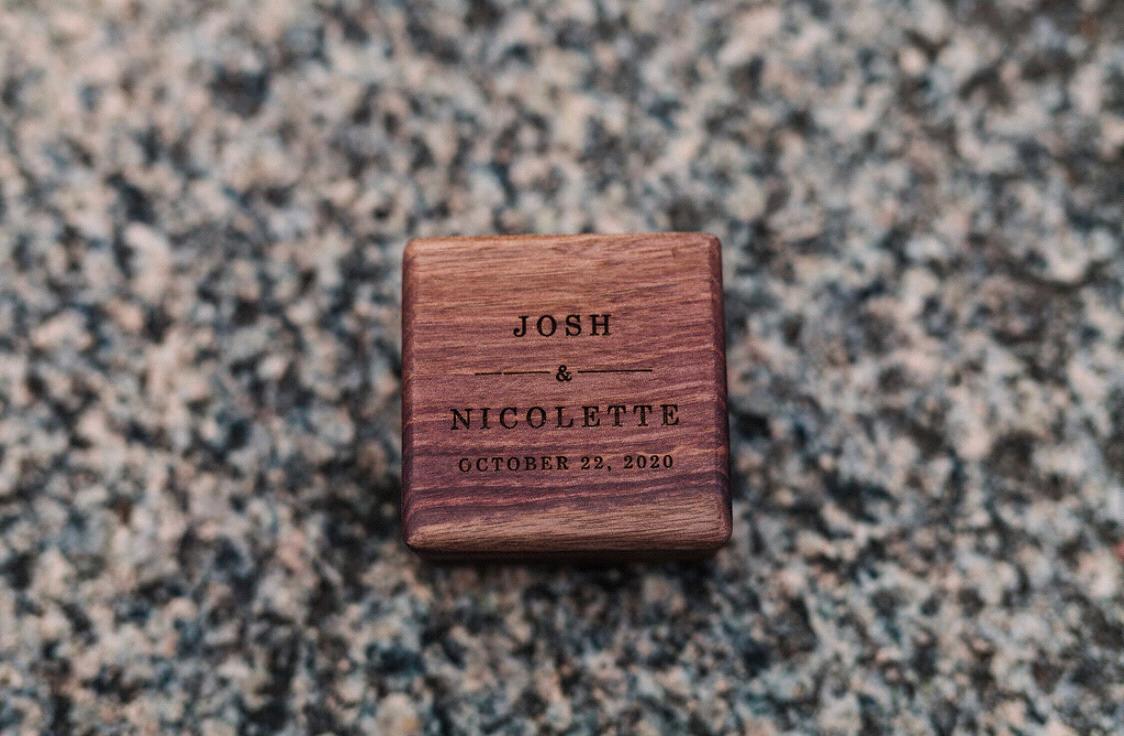 JOSH
&
NICOLETTE
OCTOBER 22, 2020